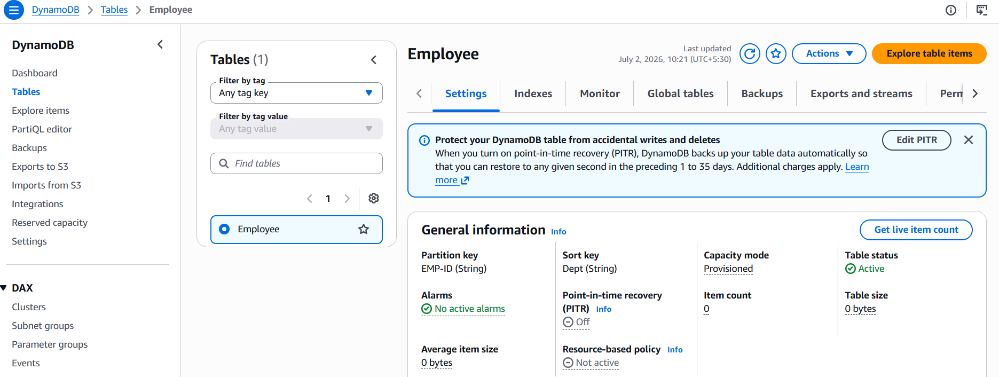 DynamoDB > Tables > Employee
DynamoDB
Dashboard
Tables
Explore items
PartiQL editor
Backups
Exports to S3
Imports from S3
Integrations
Reserved capacity
Settings
DAX
Clusters
Subnet groups
Parameter groups
Events
Tables (1)
Filter by tag
Any tag key
Filter by tag value
Any tag value
Find tables
1
Employee
Employee
Last updated
July 2, 2026, 10:21 (UTC+5:30)
Actions
Explore table items
Settings
Indexes
Monitor
Global tables
Backups
Exports and streams
Perm
Protect your DynamoDB table from accidental writes and deletes
When you turn on point-in-time recovery (PITR), DynamoDB backs up your table data automatically so
that you can restore to any given second in the preceding 1 to 35 days. Additional charges apply. Learn
more
Edit PITR
General information Info
Get live item count
Partition key
EMP-ID (String)
Sort key
Dept (String)
Capacity mode
Provisioned
Table status
Active
Alarms
No active alarms
Point-in-time recovery
(PITR) Info
Off
Item count
0
Table size
0 bytes
Average item size
0 bytes
Resource-based policy Info
Not active